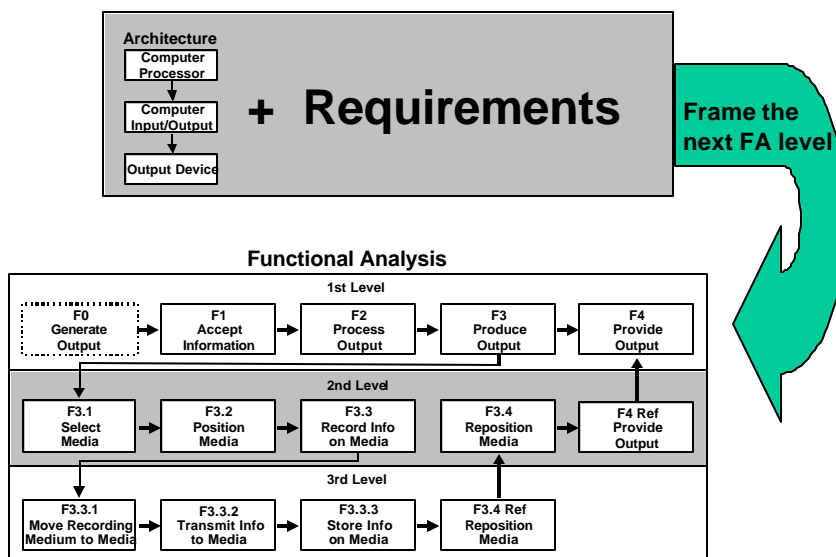 Architecture
Computer
Processor
Computer
Input/Output
Output Device
+ Requirements
Frame the
next FA level
Functional Analysis
1st Level
F0
Generate
Output
F1
Accept
Information
F2
Process
Output
F3
Produce
Output
F4
Provide
Output
2nd Level
F3.1
Select
Media
F3.2
Position
Media
F3.3
Record Info
on Media
F3.4
Reposition
Media
F4 Ref
Provide
Output
3rd Level
F3.3.1
Move Recording
Medium to Media
F3.3.2
Transmit Info
to Media
F3.3.3
Store Info
on Media
F3.4 Ref
Reposition
Media